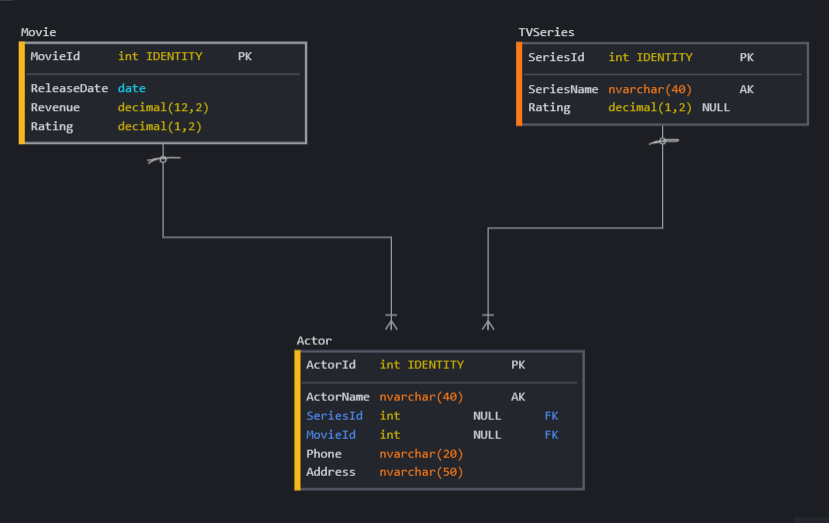 Movie
MovieId int IDENTITY PK
ReleaseDate date
Revenue decimal(12,2)
Rating decimal(1,2)
TVSeries
SeriesId int IDENTITY PK
SeriesName nvarchar(40) AK
Rating decimal(1,2) NULL
Actor
ActorId int IDENTITY PK
ActorName nvarchar(40) AK
SeriesId int NULL FK
MovieId int NULL FK
Phone nvarchar(20)
Address nvarchar(50)